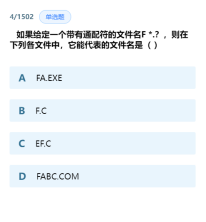 4/1502 单选题
如果给定一个带有通配符的文件名F *.? ，则在
下列各文件中，它能代表的文件名是（ ）
A FA.EXE
B F.C
C EF.C
D FABC.COM